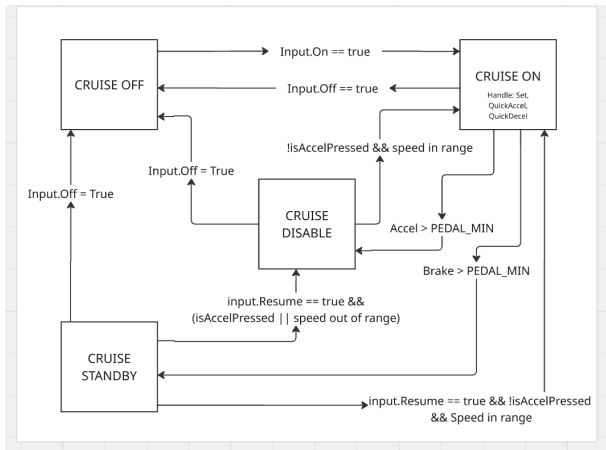 CRUISE OFF
Input.On == true
CRUISE ON
Handle: Set,
QuickAccel,
QuickDecel
Input.Off == true
!isAccelPressed && speed in range
Input.Off = True
Input.Off = True
CRUISE
DISABLE
Accel > PEDAL_MIN
Brake > PEDAL_MIN
input.Resume == true &&
(isAccelPressed || speed out of range)
CRUISE
STANDBY
input.Resume == true && !isAccelPressed
&& Speed in range